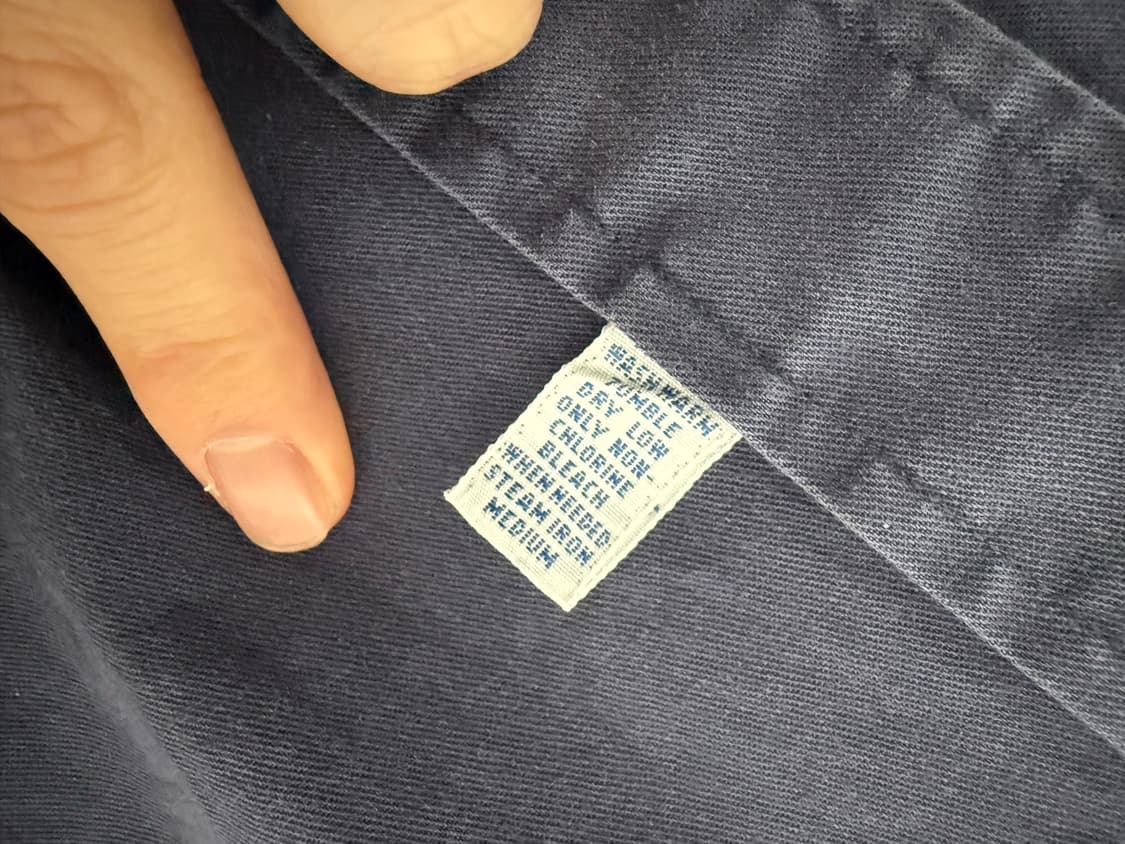 WASH WARM
TUMBLE
DRY LOW
ONLY NON
CHLORINE
BLEACH
WHEN NEEDED
STEAM IRON
MEDIUM